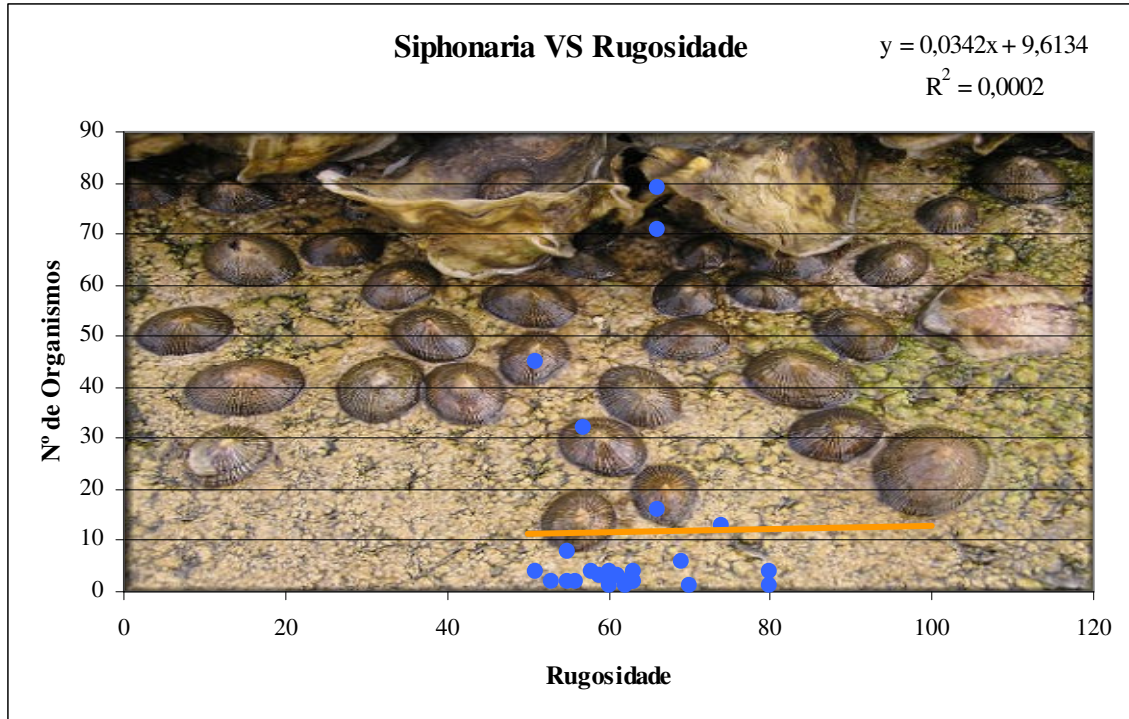 Siphonaria VS Rugosidade
y = 0,0342x + 9,6134
R² = 0,0002
90
80
70
60
50
40
30
20
10
0
Nº de Organismos
0 20 40 60 80 100 120
Rugosidade